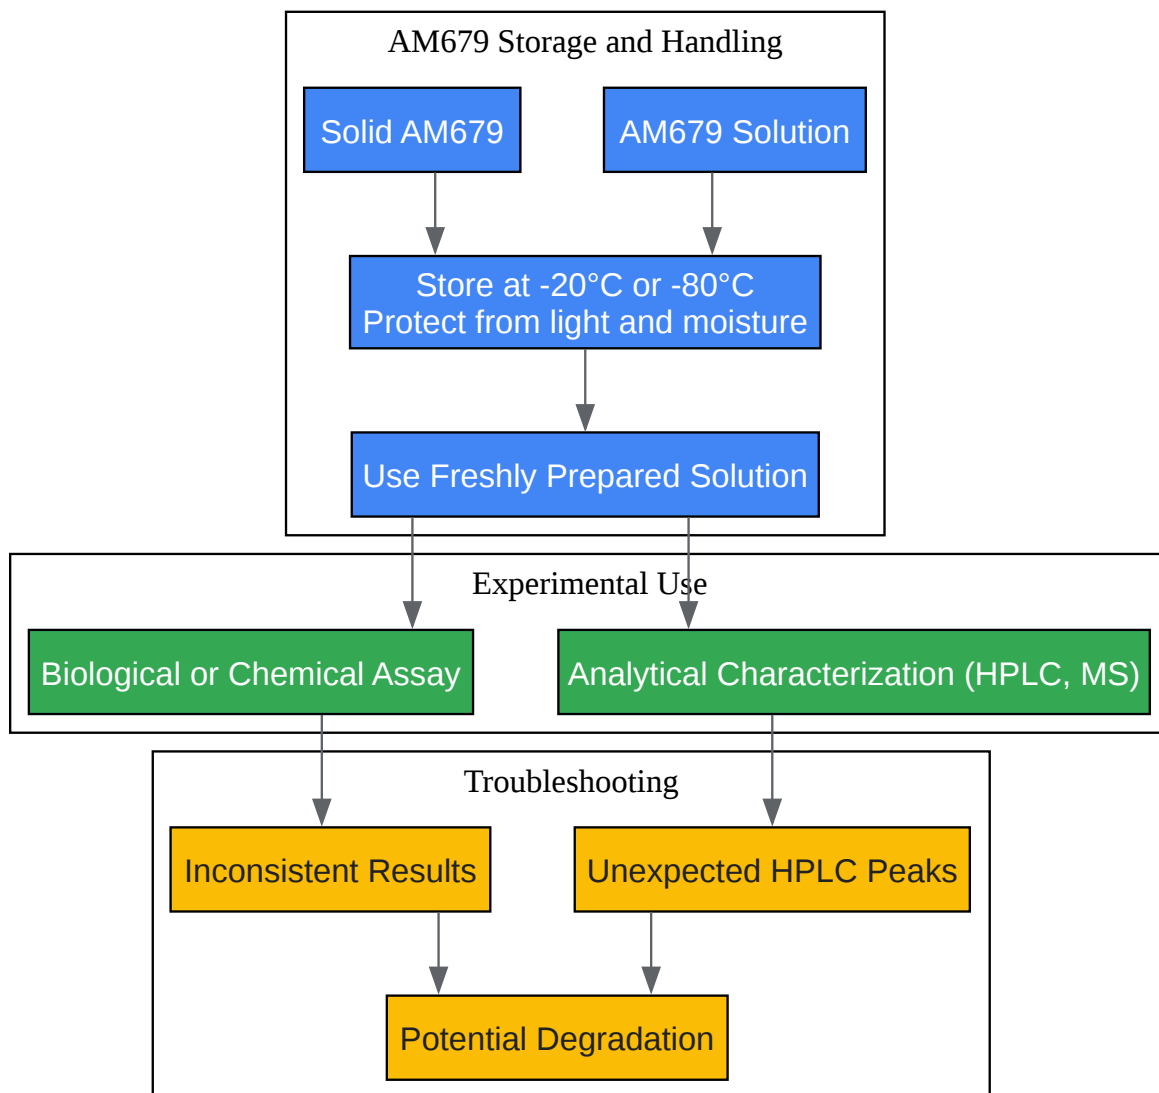 AM679 Storage and Handling
Solid AM679
AM679 Solution
Store at -20°C or -80°C
Protect from light and moisture
Use Freshly Prepared Solution
Experimental Use
Biological or Chemical Assay
Analytical Characterization (HPLC, MS)
Troubleshooting
Inconsistent Results
Unexpected HPLC Peaks
Potential Degradation